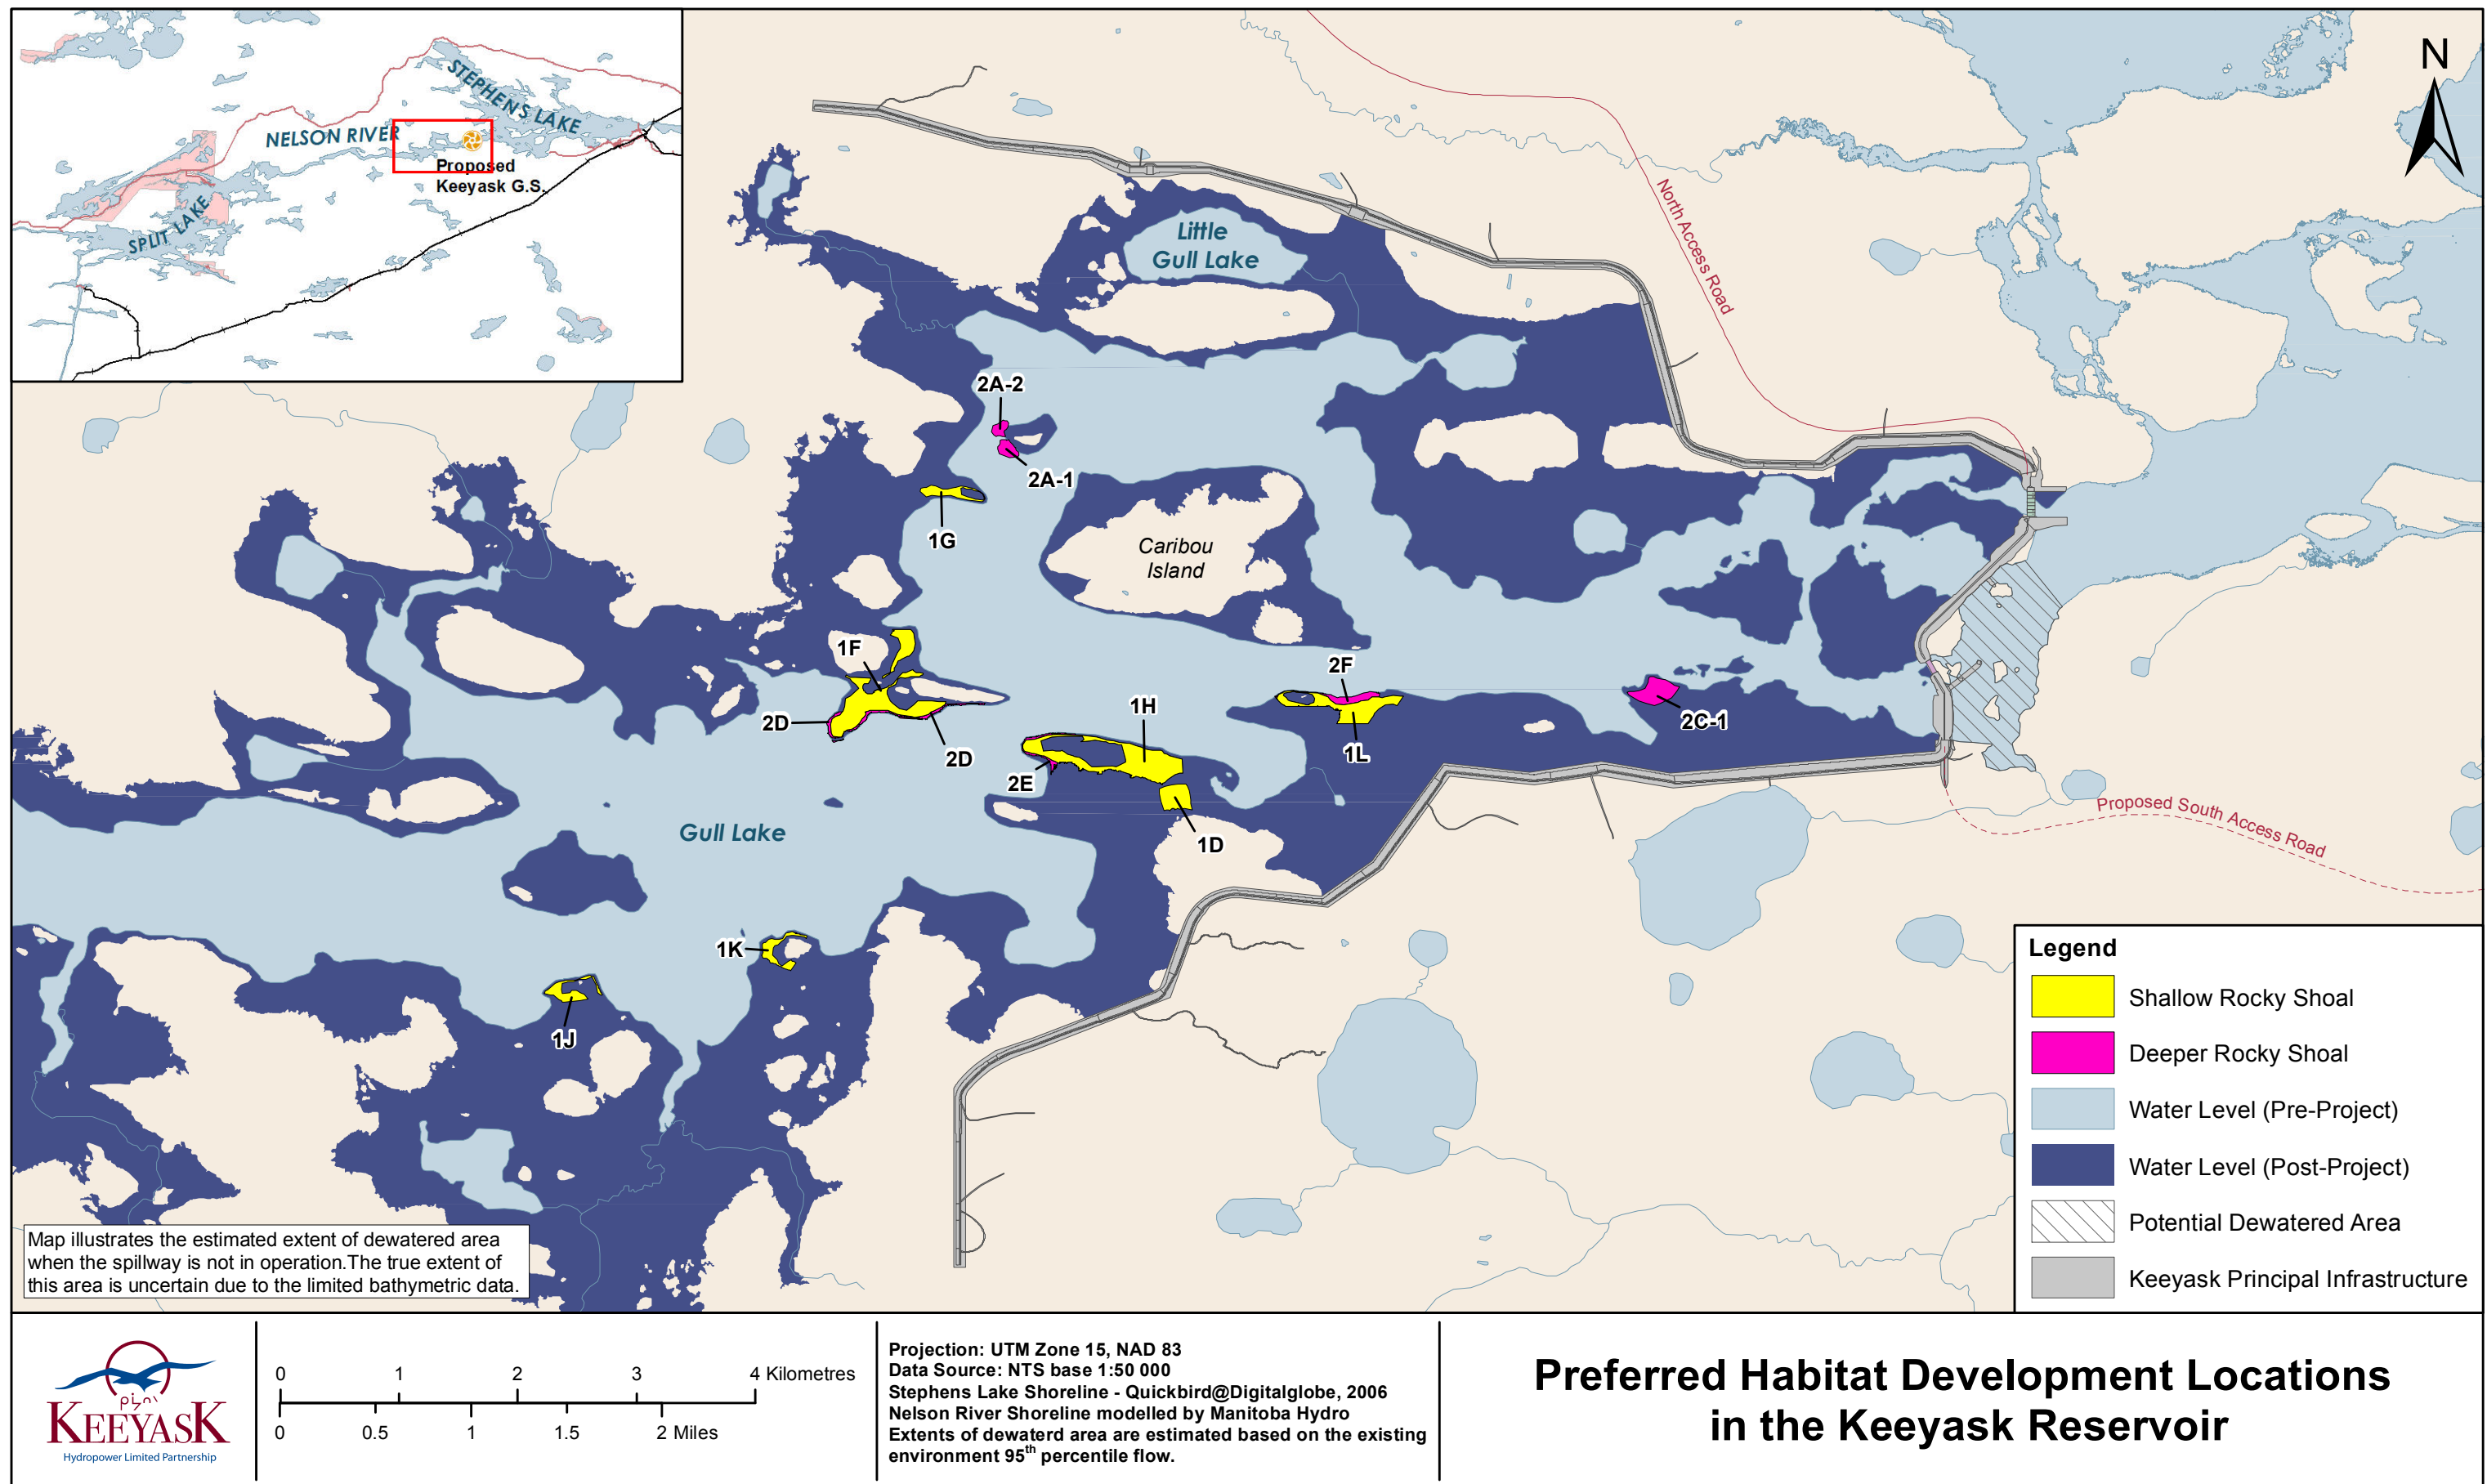 STEPHENS LAKE
NELSON RIVER
Proposed
Keeyask G.S.
SPLIT LAKE
N
North Access Road
Little
Gull Lake
2A-2
2A-1
1G
Caribou
Island
1F
2F
1H
2D
2D
2C-1
1L
2E
Gull Lake
1D
Proposed South Access Road
1K
1J
Legend
Shallow Rocky Shoal
Deeper Rocky Shoal
Water Level (Pre-Project)
Water Level (Post-Project)
Potential Dewatered Area
Keeyask Principal Infrastructure
Map illustrates the estimated extent of dewatered area
when the spillway is not in operation.The true extent of
this area is uncertain due to the limited bathymetric data.
KEEYASK
Hydropower Limited Partnership
0 1 2 3 4 Kilometres
0 0.5 1 1.5 2 Miles
Projection: UTM Zone 15, NAD 83
Data Source: NTS base 1:50 000
Stephens Lake Shoreline - Quickbird@Digitalglobe, 2006
Nelson River Shoreline modelled by Manitoba Hydro
Extents of dewaterd area are estimated based on the existing
environment 95th percentile flow.
Preferred Habitat Development Locations
in the Keeyask Reservoir